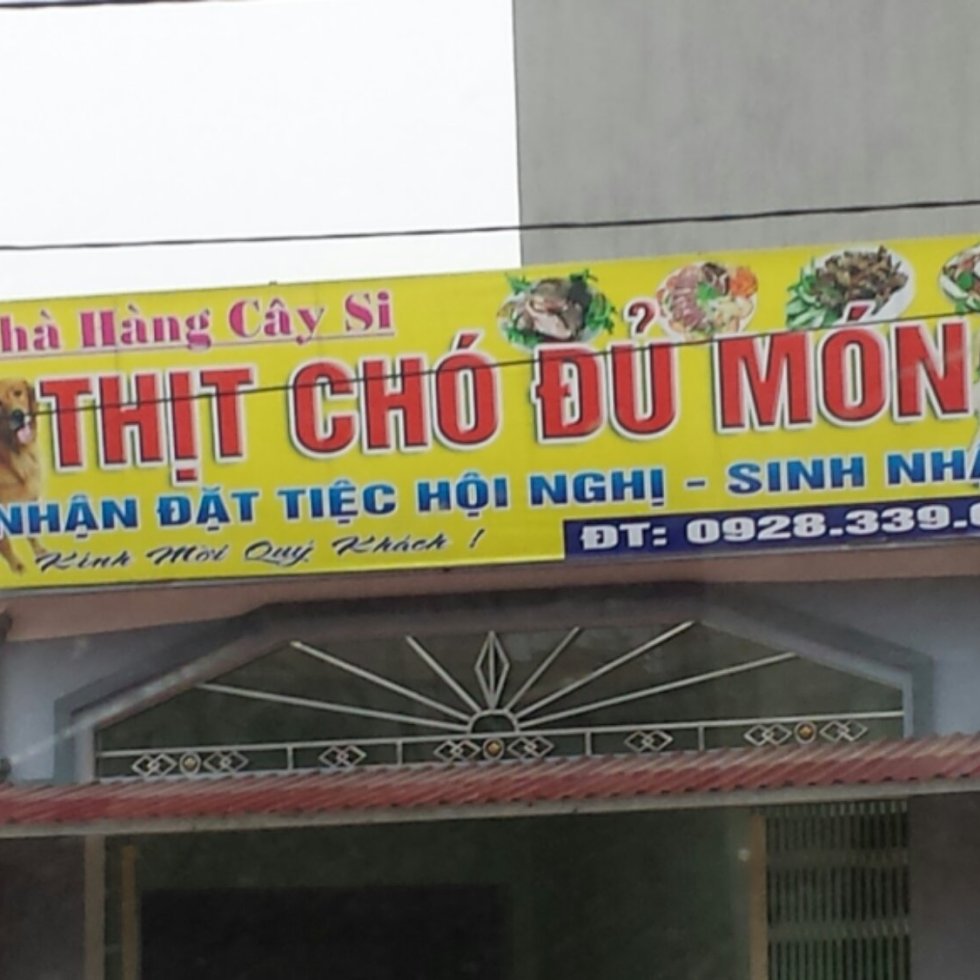 hà Hàng Cây Si
THỊT CHÓ ĐỦ MÓN
NHẬN ĐẶT TIỆC HỘI NGHỊ - SINH NHẬ
Kính Mời Quý Khách !
ĐT: 0928.339.